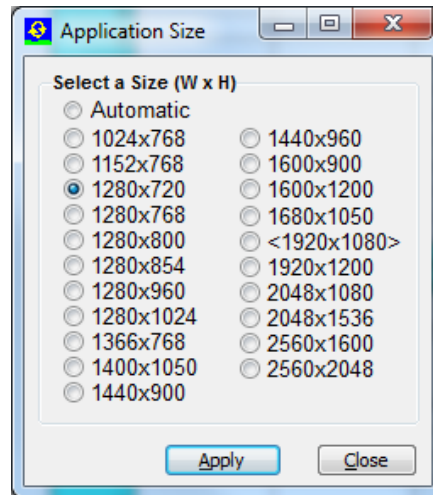 Application Size
Select a Size (W x H)
Automatic
1024x768
1152x768
1280x720
1280x768
1280x800
1280x854
1280x960
1280x1024
1366x768
1400x1050
1440x900
1440x960
1600x900
1600x1200
1680x1050
<1920x1080>
1920x1200
2048x1080
2048x1536
2560x1600
2560x2048
Apply
Close